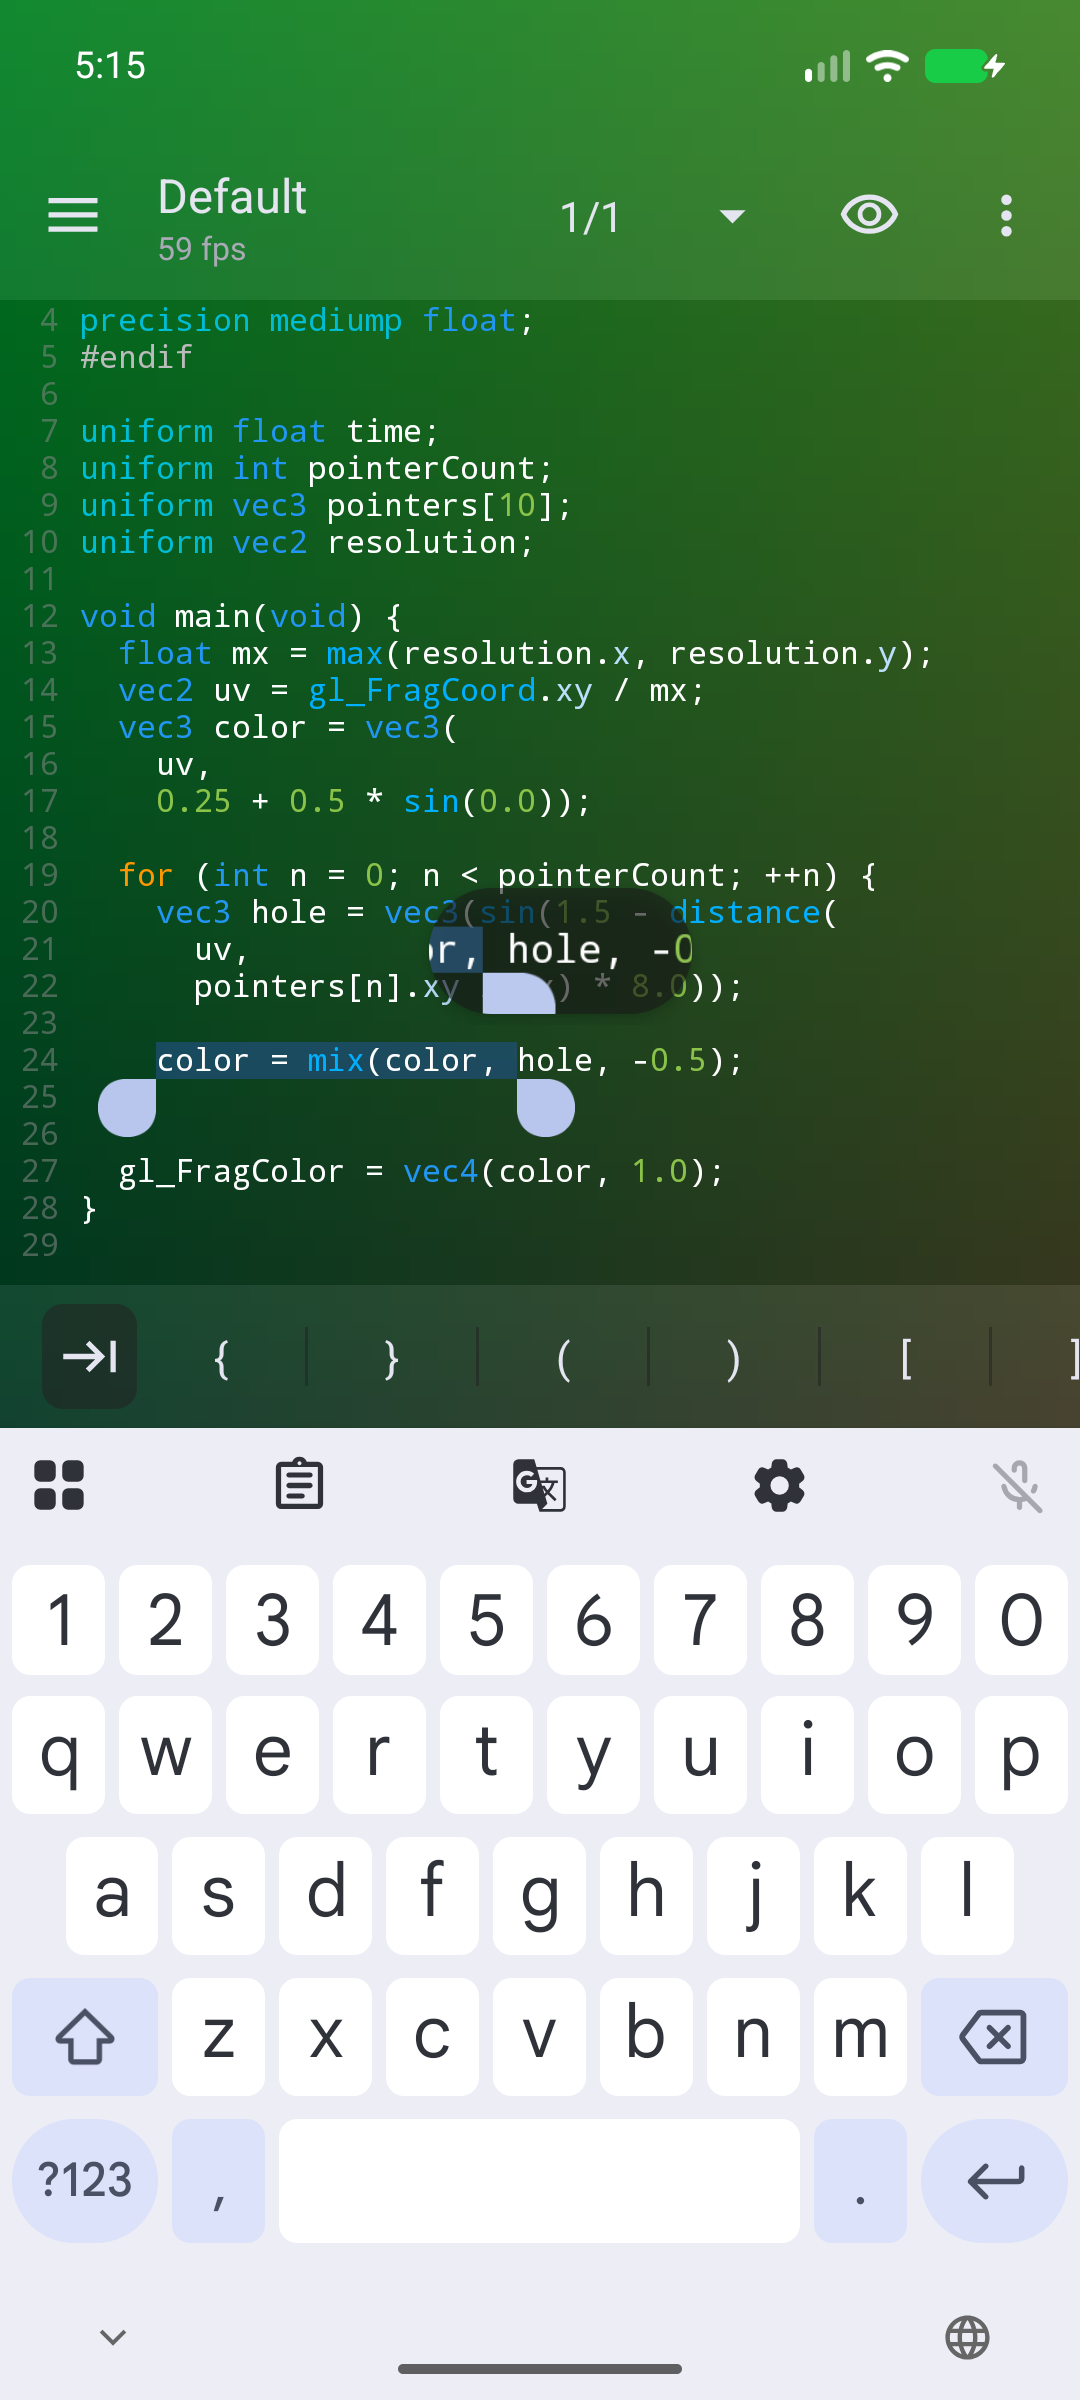 5:15
Default
59 fps
1/1
4 precision mediump float;
5 #endif
6
7 uniform float time;
8 uniform int pointerCount;
9 uniform vec3 pointers[10];
10 uniform vec2 resolution;
11
12 void main(void) {
13 float mx = max(resolution.x, resolution.y);
14 vec2 uv = gl_FragCoord.xy / mx;
15 vec3 color = vec3(
16 uv,
17 0.25 + 0.5 * sin(0.0));
18
19 for (int n = 0; n < pointerCount; ++n) {
20 vec3 hole = vec3(sin(1.5 - distance(
21 uv,
or, hole, -0
22 pointers[n].xy ) * 8.0));
23
24 color = mix(color, hole, -0.5);
25
26
27 gl_FragColor = vec4(color, 1.0);
28 }
29
{ } ( ) [ ]
1 2 3 4 5 6 7 8 9 0
q w e r t y u i o p
a s d f g h j k l
z x c v b n m
?123 , .